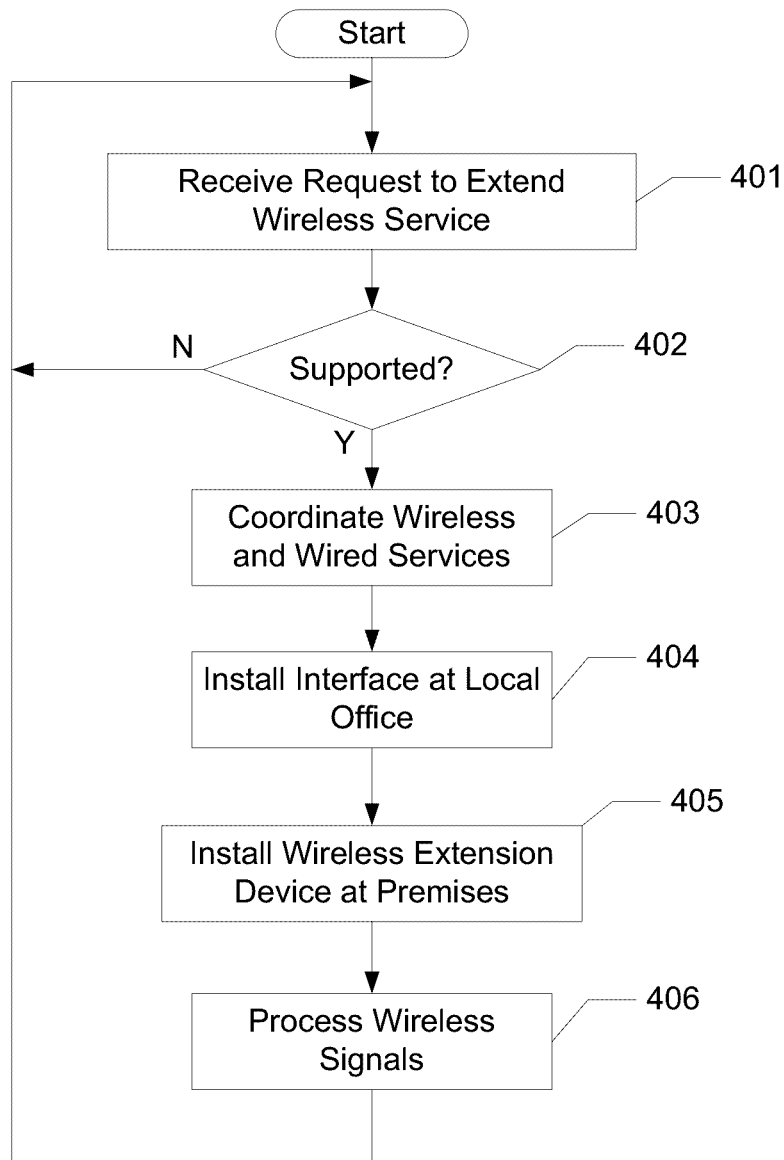 Start
Receive Request to Extend
Wireless Service
401
N
Supported?
402
Y
Coordinate Wireless
and Wired Services
403
Install Interface at Local
Office
404
Install Wireless Extension
Device at Premises
405
Process Wireless
Signals
406